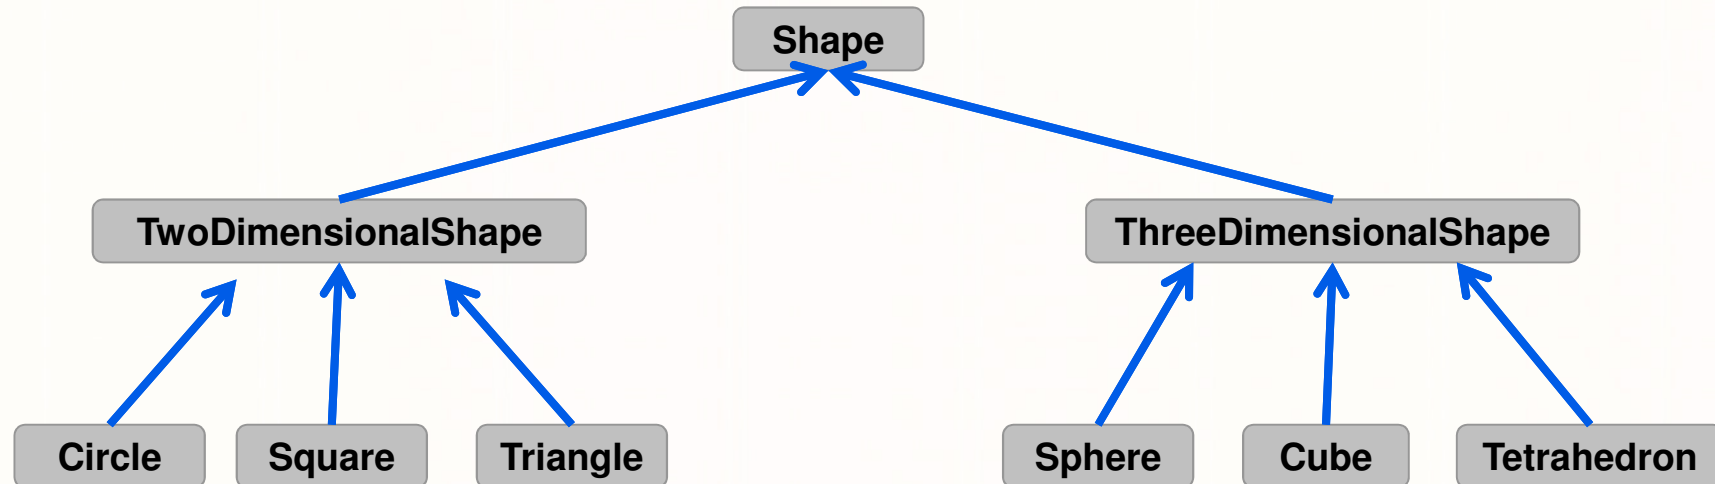 Shape
TwoDimensionalShape
ThreeDimensionalShape
Circle
Square
Triangle
Sphere
Cube
Tetrahedron